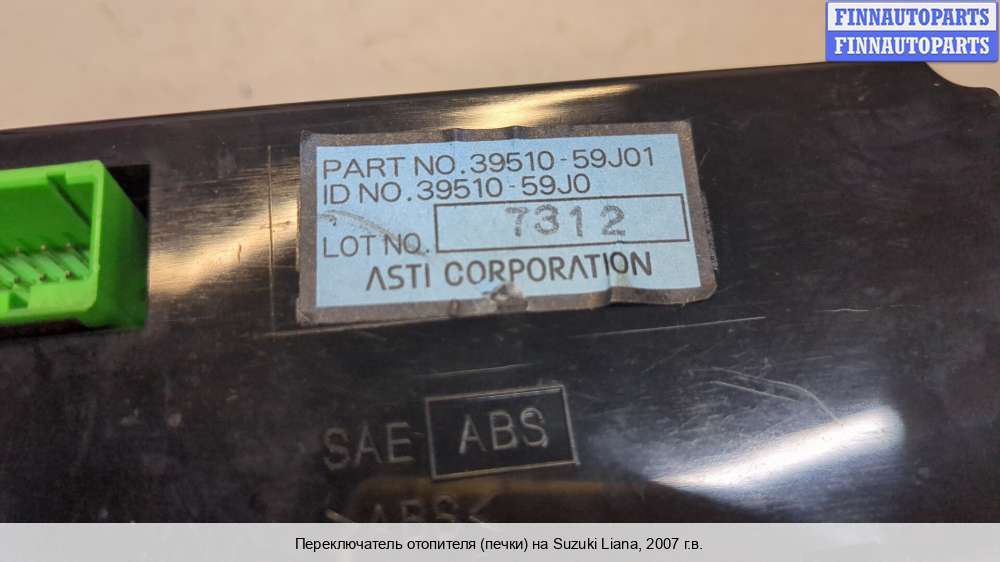 FINNAUTOPARTS
FINNAUTOPARTS
PART NO. 39510-59J01
ID NO. 39510-59J0
LOT NO. 7312
ASTI CORPORATION
SAE ABS
>ABS<
Переключатель отопителя (печки) на Suzuki Liana, 2007 г.в.